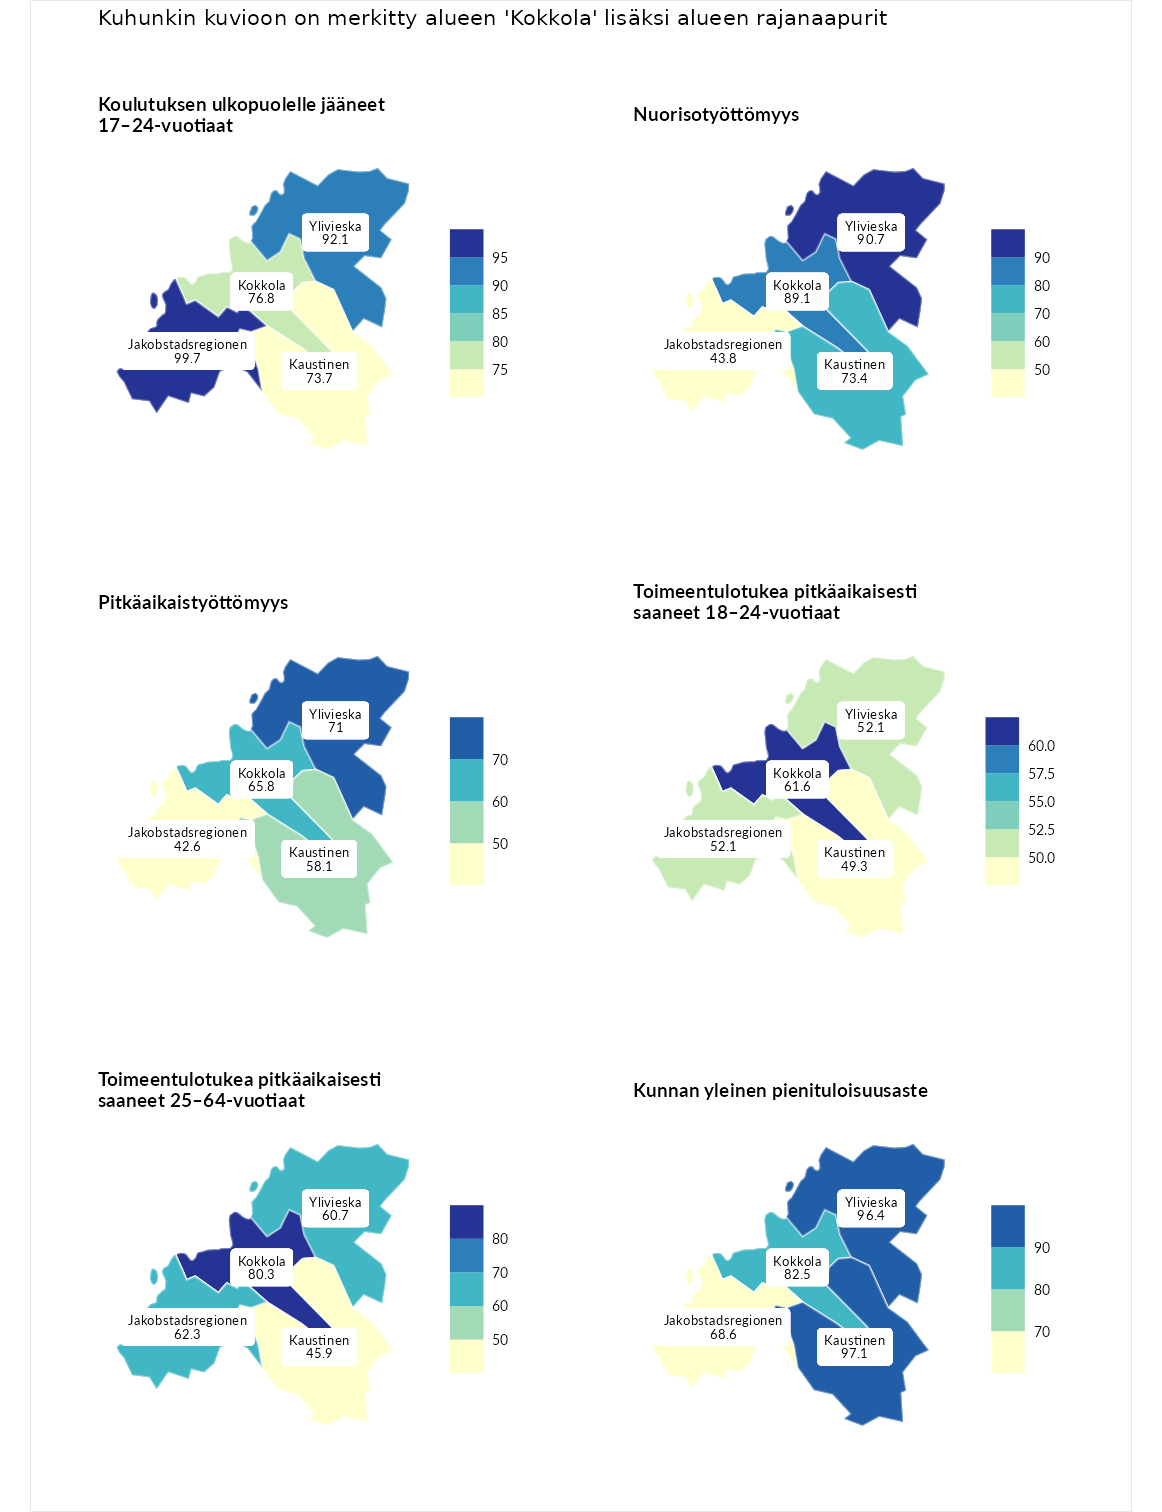 Kuhunkin kuvioon on merkitty alueen 'Kokkola' lisäksi alueen rajanaapurit
Koulutuksen ulkopuolelle jääneet
17–24-vuotiaat
Ylivieska
92.1
Kokkola
76.8
Jakobstadsregionen
99.7
Kaustinen
73.7
95
90
85
80
75
Nuorisotyöttömyys
Ylivieska
90.7
Kokkola
89.1
Jakobstadsregionen
43.8
Kaustinen
73.4
90
80
70
60
50
Pitkäaikaistyöttömyys
Ylivieska
71
Kokkola
65.8
Jakobstadsregionen
42.6
Kaustinen
58.1
70
60
50
Toimeentulotukea pitkäaikaisesti
saaneet 18–24-vuotiaat
Ylivieska
52.1
Kokkola
61.6
Jakobstadsregionen
52.1
Kaustinen
49.3
60.0
57.5
55.0
52.5
50.0
Toimeentulotukea pitkäaikaisesti
saaneet 25–64-vuotiaat
Ylivieska
60.7
Kokkola
80.3
Jakobstadsregionen
62.3
Kaustinen
45.9
80
70
60
50
Kunnan yleinen pienituloisuusaste
Ylivieska
96.4
Kokkola
82.5
Jakobstadsregionen
68.6
Kaustinen
97.1
90
80
70